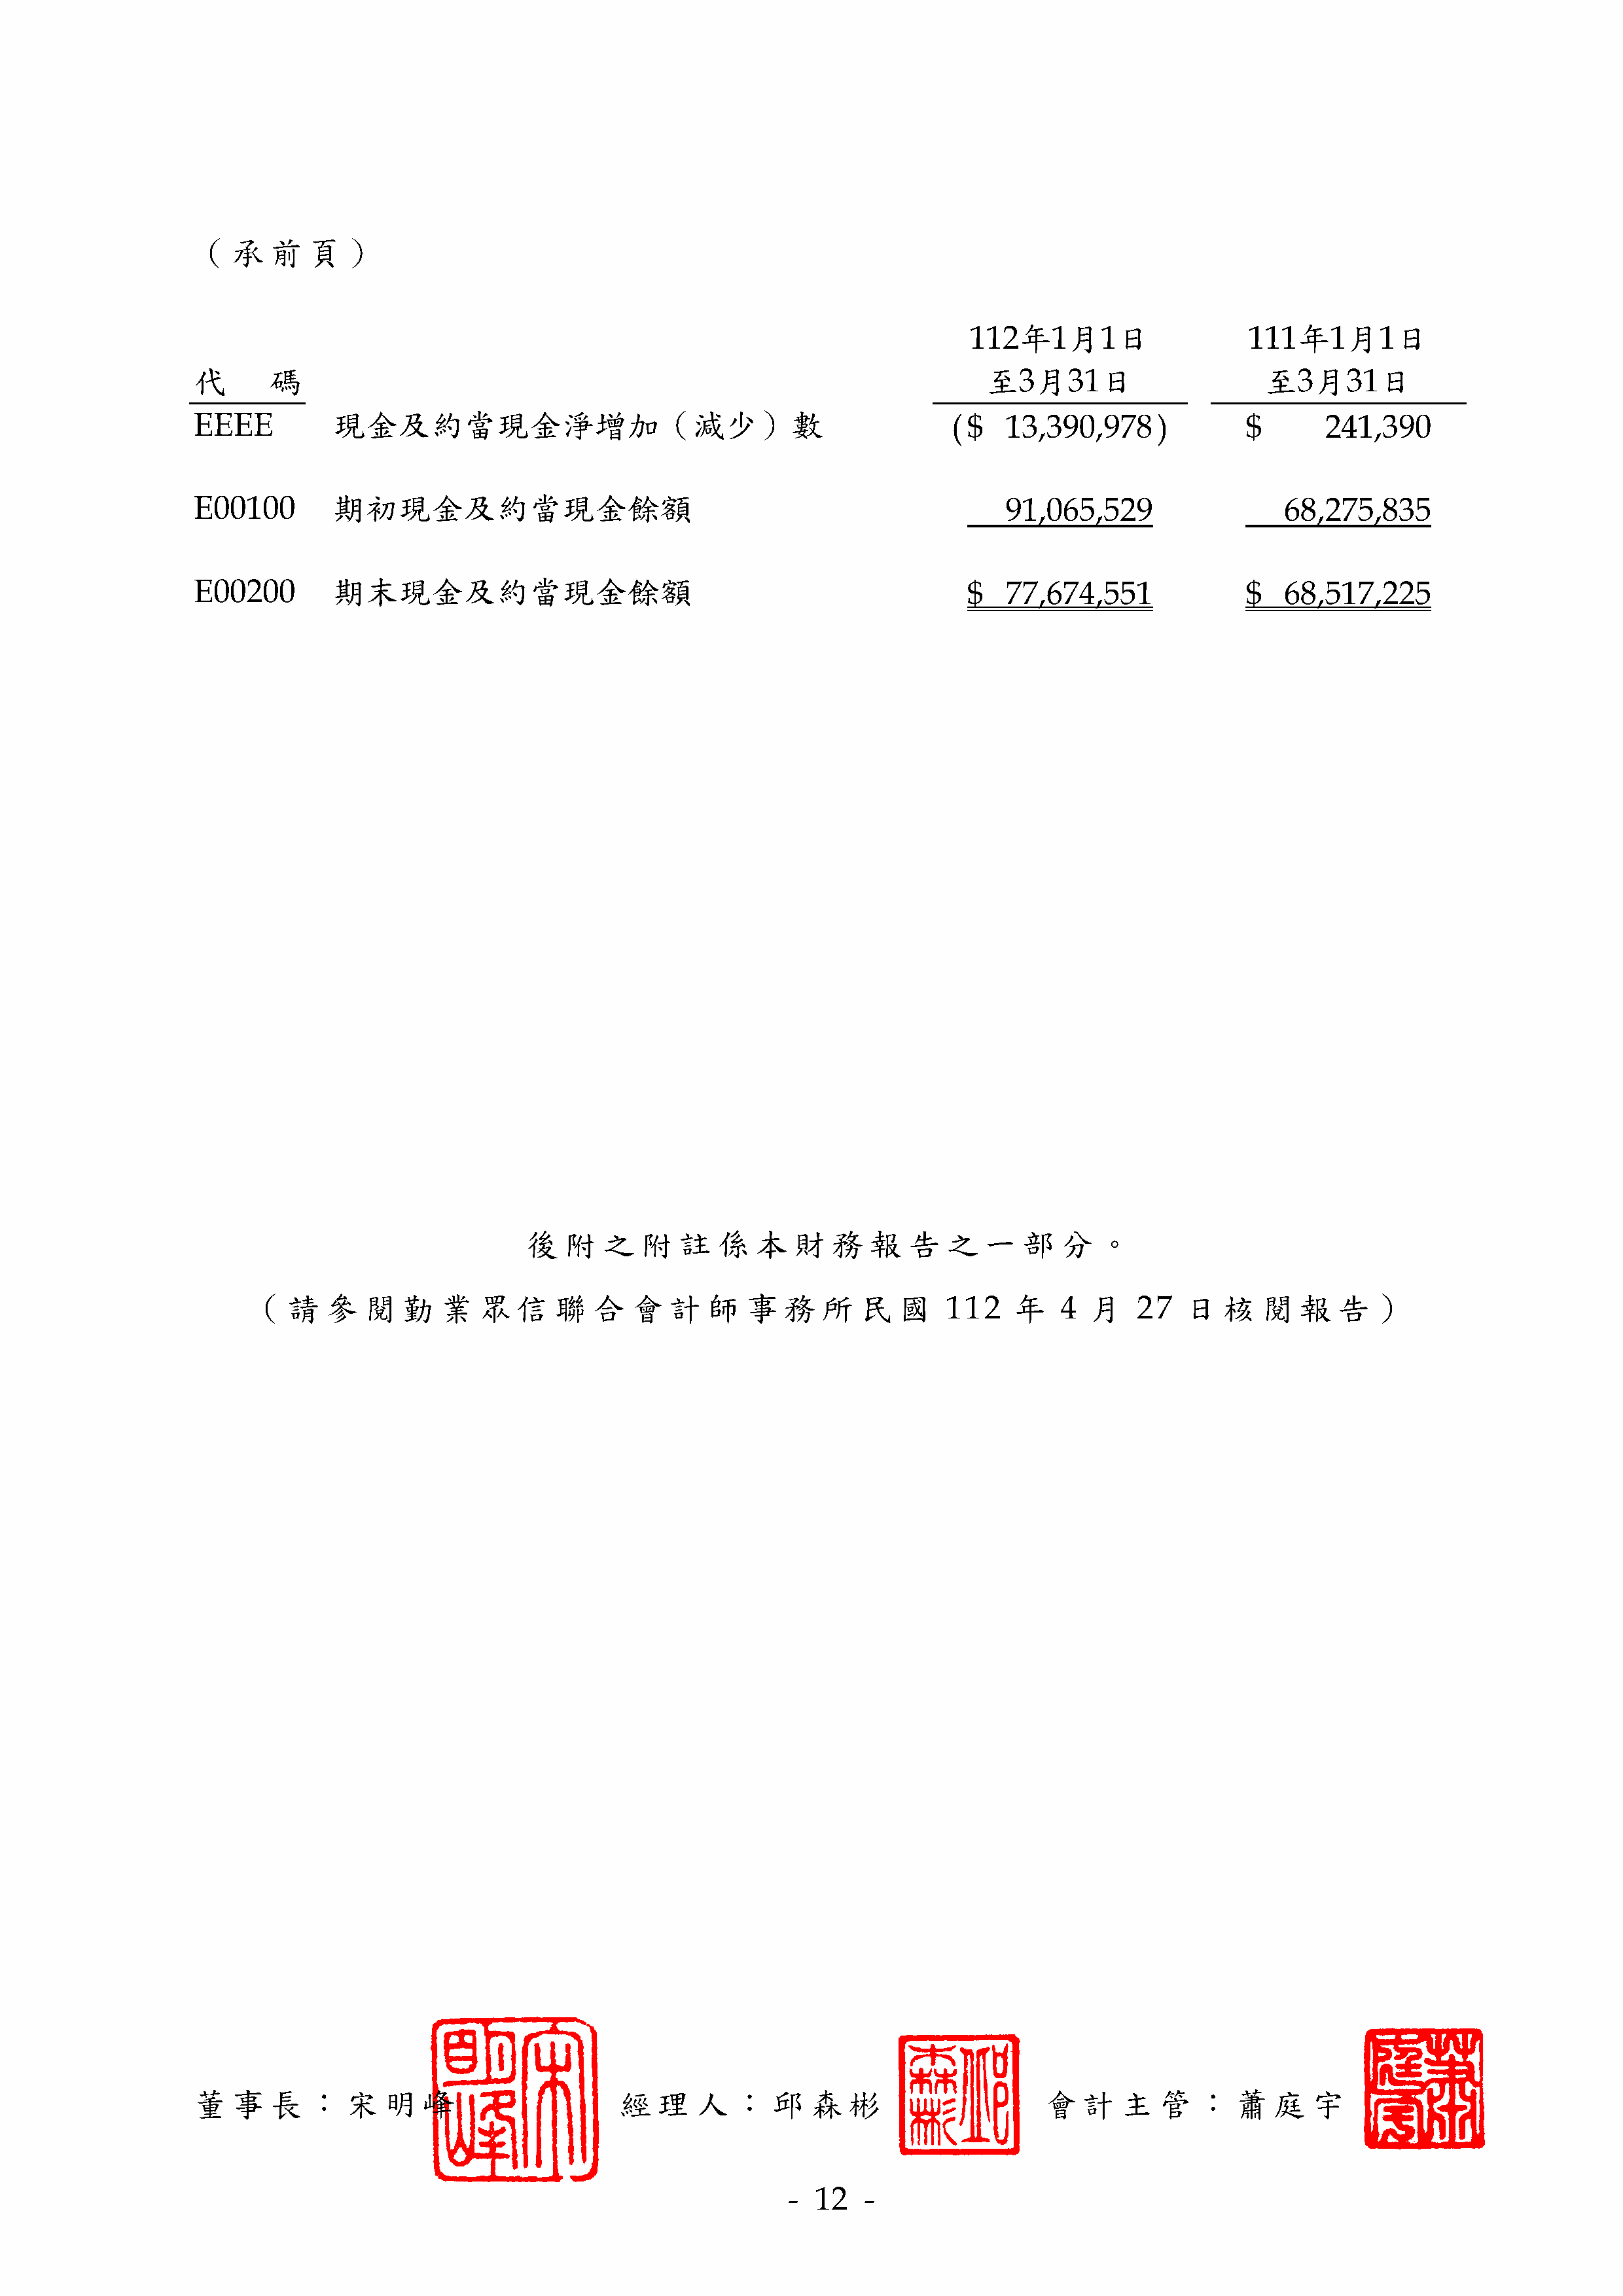 （承前頁）
112年1月1日 111年1月1日
代 碼 至3月31日 至3月31日
EEEE 現金及約當現金淨增加（減少）數 ($ 13,390,978) $ 241,390
E00100 期初現金及約當現金餘額 91,065,529 68,275,835
E00200 期末現金及約當現金餘額 $ 77,674,551 $ 68,517,225
後附之附註係本財務報告之一部分。
（請參閱勤業眾信聯合會計師事務所民國 112 年 4 月 27 日核閱報告）
董事長：宋明峰 宋明峰 經理人：邱森彬 邱森彬 會計主管：蕭庭宇 蕭庭宇
- 12 -